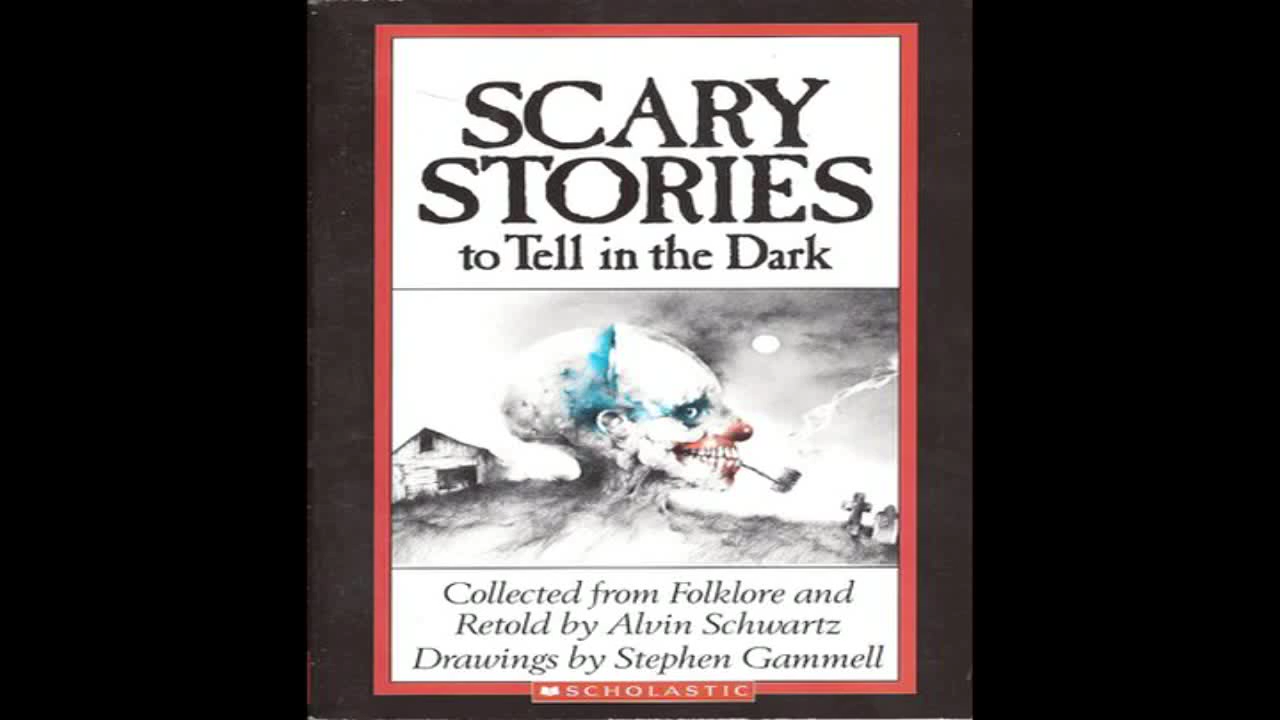 SCARY
STORIES
to Tell in the Dark
Collected from Folklore and
Retold by Alvin Schwartz
Drawings by Stephen Gammell
SCHOLASTIC